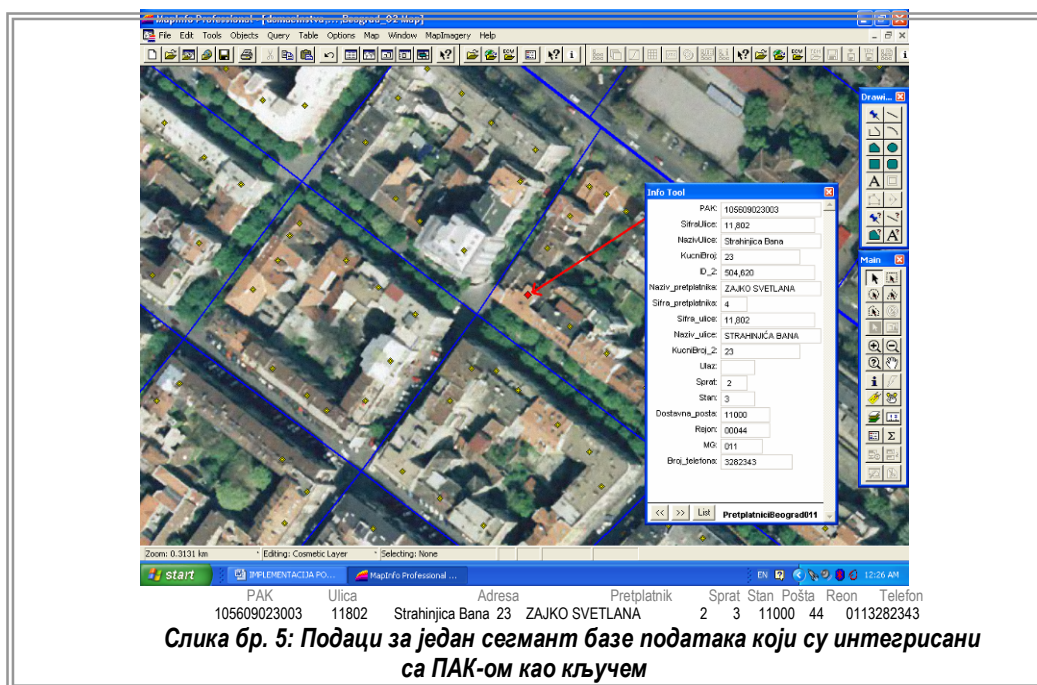 MapInfo Professional - [domacinstva,...,Beograd_02 Map]
File Edit Tools Objects Query Table Options Map Window MapImagery Help
Drawi...
Info Tool
PAK: 105609023003
SifraUlice: 11,802
NazivUlice: Strahinjica Bana
KucniBroj: 23
ID_2: 504,620
Naziv_pretplatnika: ZAJKO SVETLANA
Sifra_pretplatnika: 4
Sifra_ulice: 11,802
Naziv_ulice: STRAHINJIĆA BANA
KucniBroj_2: 23
Ulaz:
Sprat: 2
Stan: 3
Dostavna_posta: 11000
Rejon: 00044
MG: 011
Broj_telefona: 3282343
<< >> List PretplatniciBeograd011
Main
Zoom: 0.3131 km Editing: Cosmetic Layer Selecting: None
start IMPLEMENTACIJA PO... MapInfo Professional ... EN 12:26 AM
PAK Ulica Adresa Pretplatnik Sprat Stan Pošta Reon Telefon
105609023003 11802 Strahinjica Bana 23 ZAJKO SVETLANA 2 3 11000 44 0113282343
Слика бр. 5: Подаци за један сегмант базе података који су интегрисани
са ПАК-ом као кључем